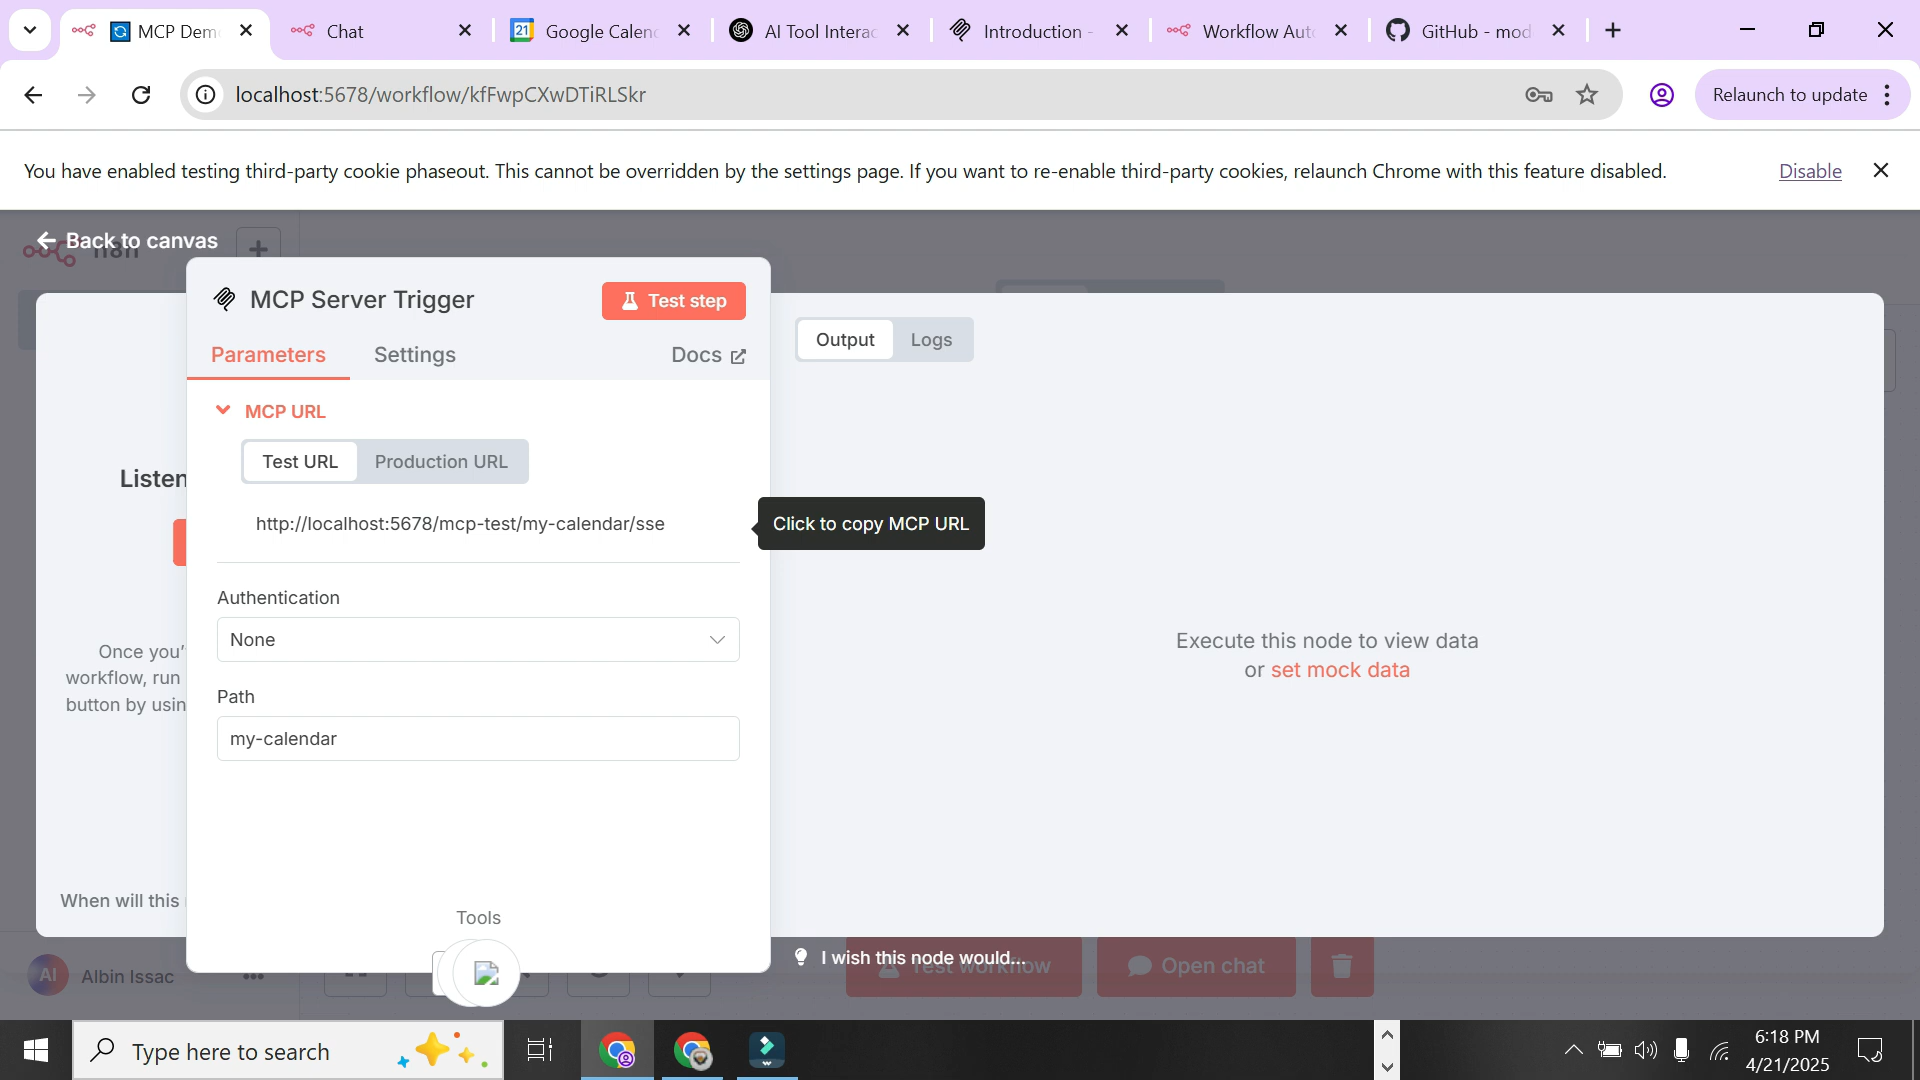 MCP Dem
Chat
Google Calen
AI Tool Interac
Introduction -
Workflow Aut
GitHub - mod
localhost:5678/workflow/kfFwpCXwDTiRLSkr
Relaunch to update
You have enabled testing third-party cookie phaseout. This cannot be overridden by the settings page. If you want to re-enable third-party cookies, relaunch Chrome with this feature disabled.
Disable
Back to canvas
n8n
MCP Server Trigger
Test step
Parameters
Settings
Docs
Output
Logs
MCP URL
Test URL
Production URL
Listen
http://localhost:5678/mcp-test/my-calendar/sse
Click to copy MCP URL
Authentication
None
Once you'
workflow, run
button by usin
Execute this node to view data
or set mock data
Path
my-calendar
When will this
Tools
I wish this node would...
Test workflow
Open chat
AI
Albin Issac
Type here to search
6:18 PM
4/21/2025
21